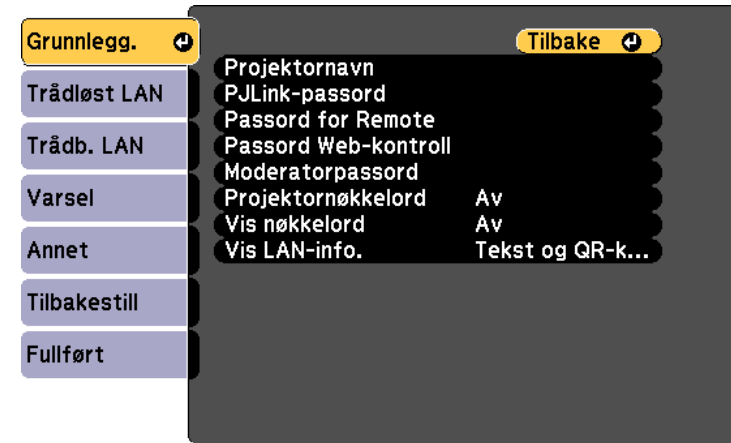 Grunnlegg.
Trådløst LAN
Trådb. LAN
Varsel
Annet
Tilbakestill
Fullført
Tilbake
Projektornavn
PJLink-passord
Passord for Remote
Passord Web-kontroll
Moderatorpassord
Projektornøkkelord Av
Vis nøkkelord Av
Vis LAN-info. Tekst og QR-k...